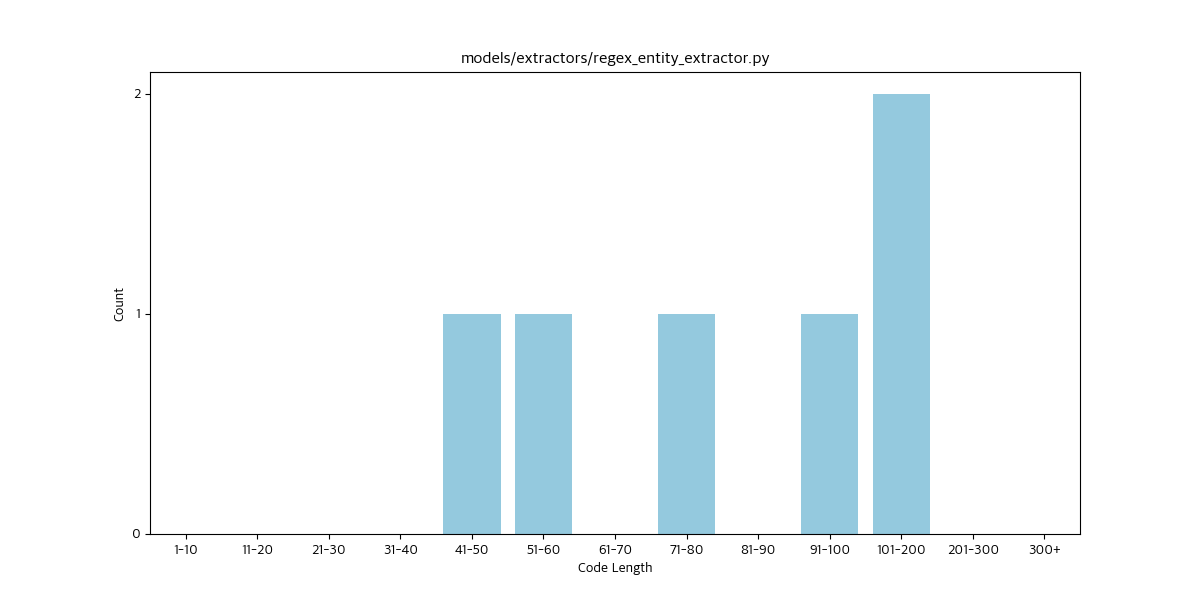 models/extractors/regex_entity_extractor.py
2
1
0
Count
1-10 11-20 21-30 31-40 41-50 51-60 61-70 71-80 81-90 91-100 101-200 201-300 300+
Code Length